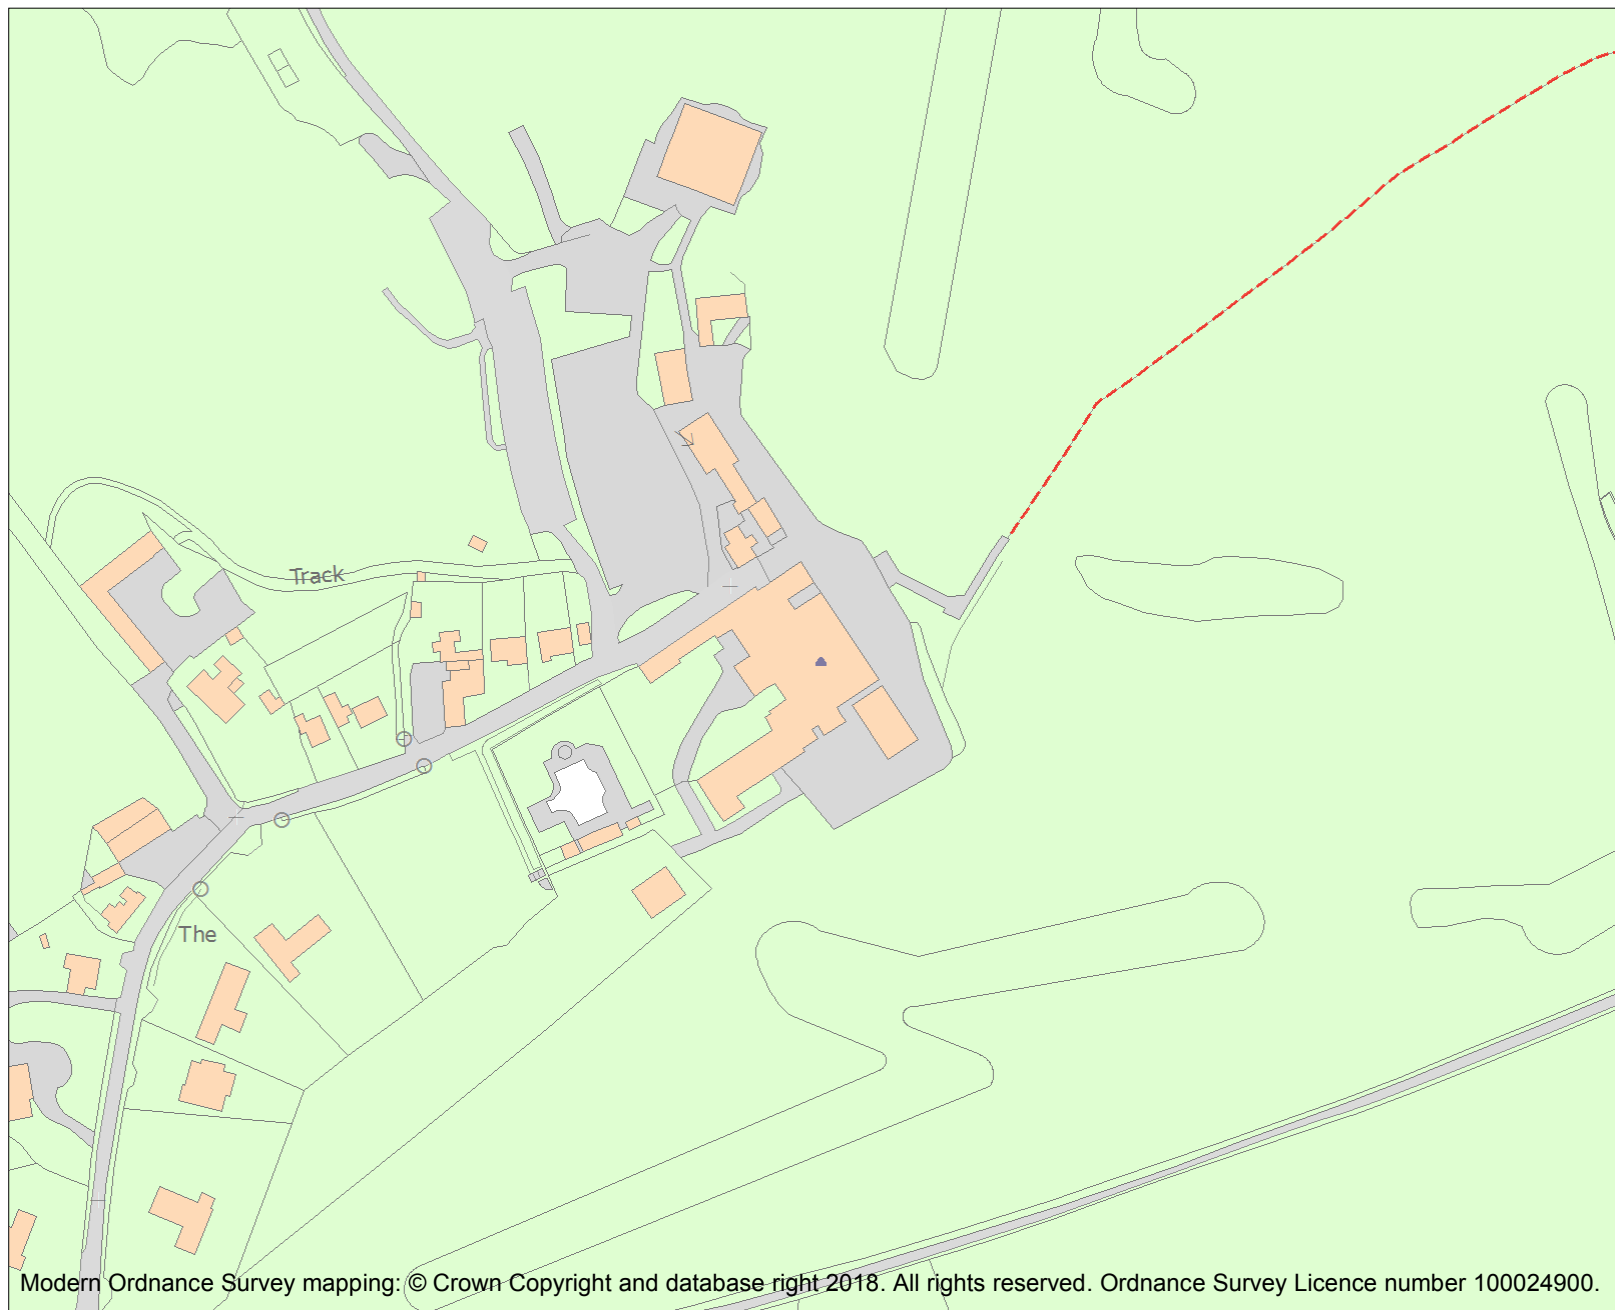 Track
The
Modern Ordnance Survey mapping: © Crown Copyright and database right 2018. All rights reserved. Ordnance Survey Licence number 100024900.